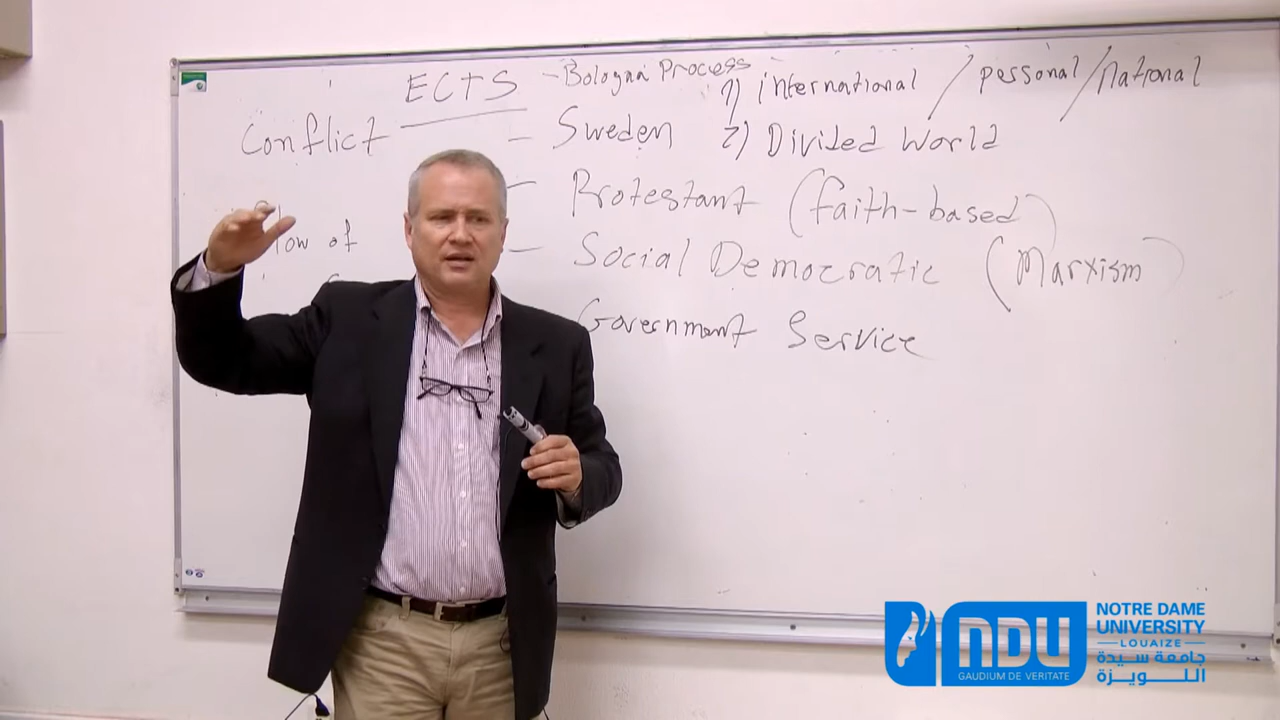 ECTS - Bologna Process
1) international / personal / national
Conflict
- Sweden
2) Divided World
- Protestant (faith-based)
low of
- Social Democratic (Marxism)
Government Service
NDU
GAUDIUM DE VERITATE
NOTRE DAME
UNIVERSITY
LOUAIZE
جامعة سيدة
اللويزة